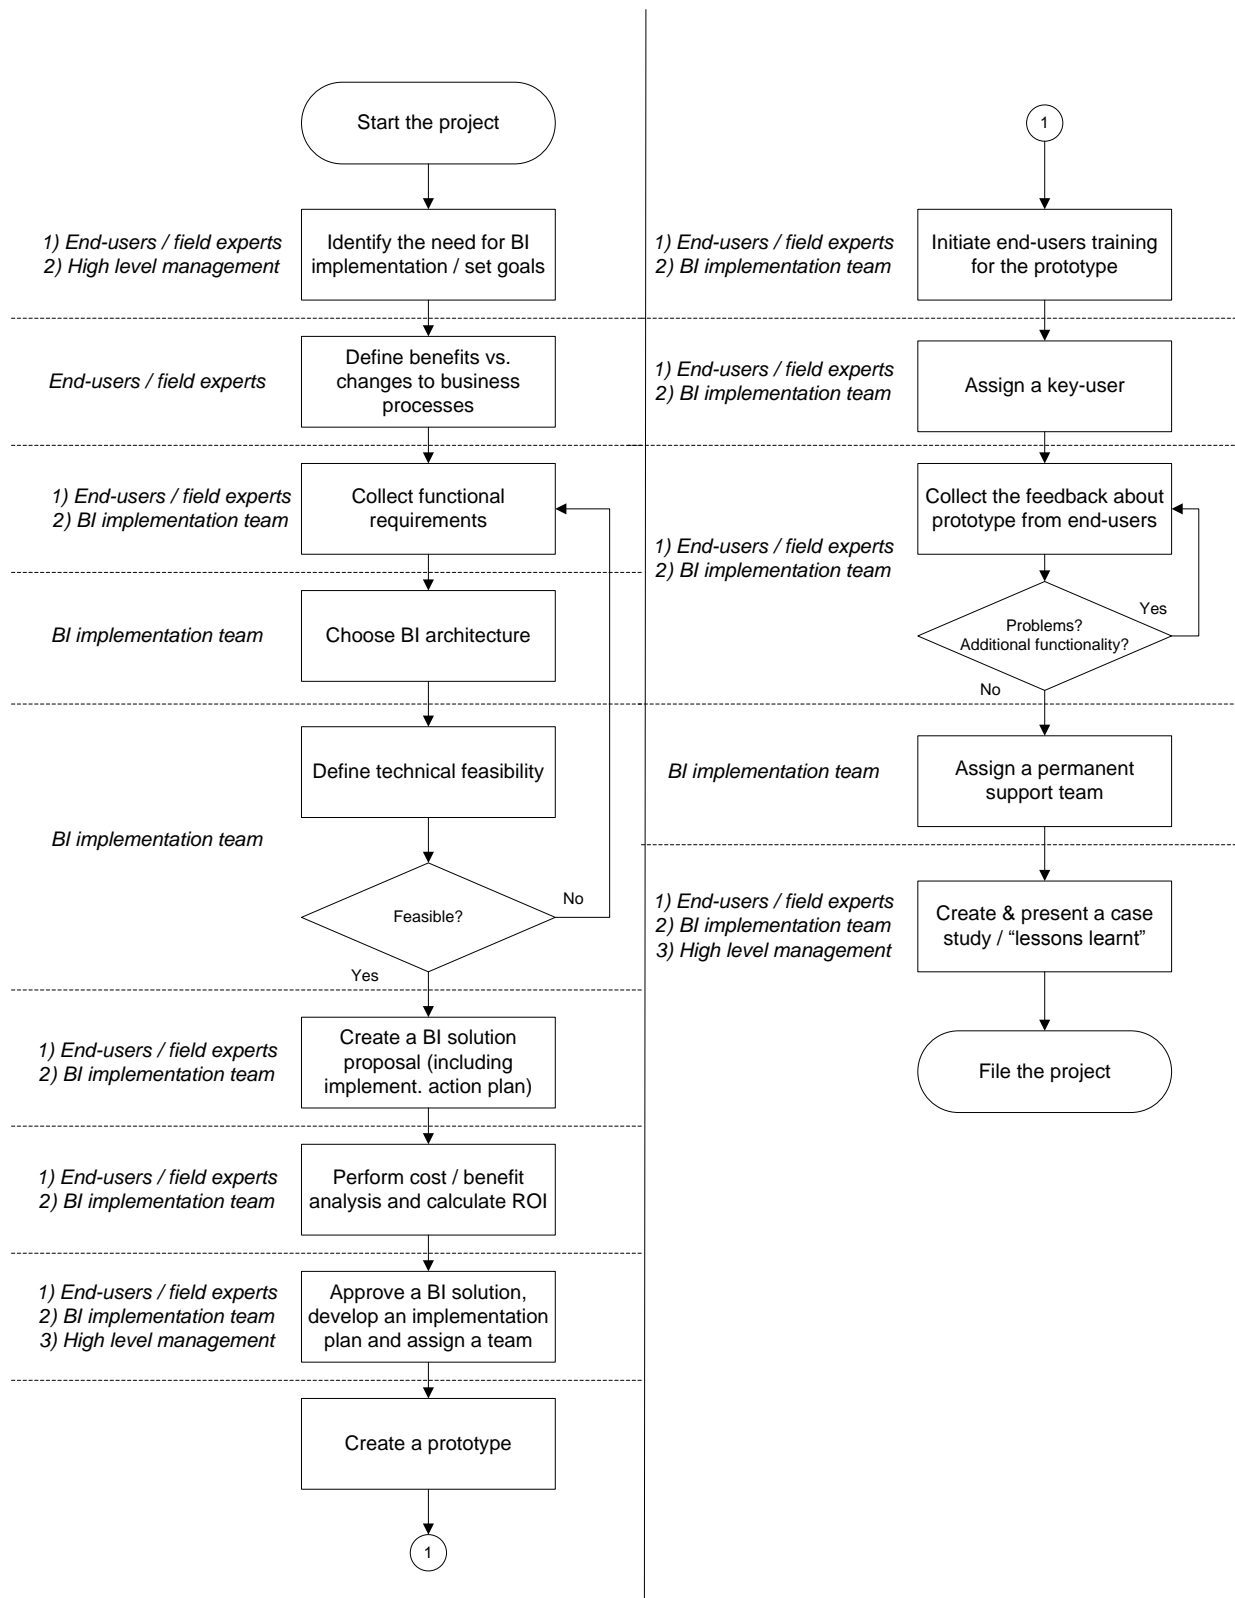 Start the project
1) End-users / field experts
2) High level management
Identify the need for BI
implementation / set goals
End-users / field experts
Define benefits vs.
changes to business
processes
1) End-users / field experts
2) BI implementation team
Collect functional
requirements
BI implementation team
Choose BI architecture
BI implementation team
Define technical feasibility
Feasible?
No
Yes
1) End-users / field experts
2) BI implementation team
Create a BI solution
proposal (including
implement. action plan)
1) End-users / field experts
2) BI implementation team
Perform cost / benefit
analysis and calculate ROI
1) End-users / field experts
2) BI implementation team
3) High level management
Approve a BI solution,
develop an implementation
plan and assign a team
Create a prototype
1
1
1) End-users / field experts
2) BI implementation team
Initiate end-users training
for the prototype
1) End-users / field experts
2) BI implementation team
Assign a key-user
1) End-users / field experts
2) BI implementation team
Collect the feedback about
prototype from end-users
Problems?
Additional functionality?
Yes
No
BI implementation team
Assign a permanent
support team
1) End-users / field experts
2) BI implementation team
3) High level management
Create & present a case
study / “lessons learnt”
File the project